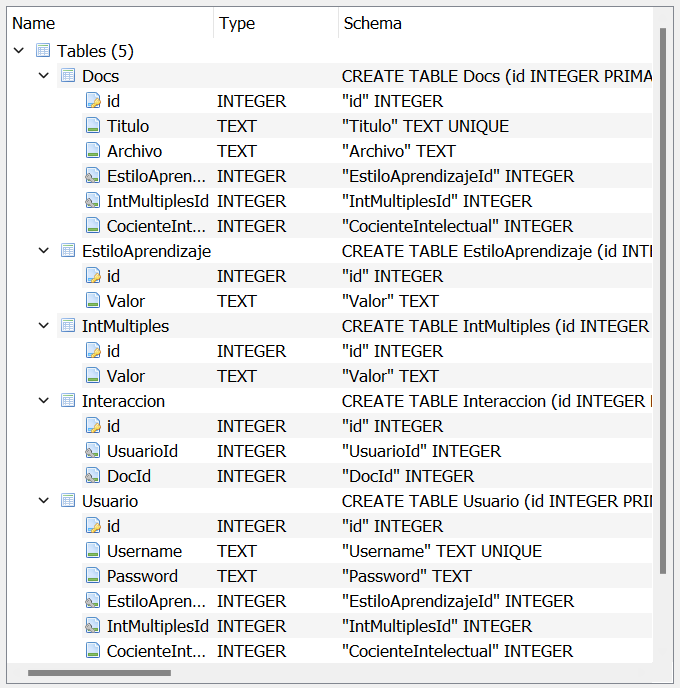 Name Type Schema
Tables (5)
Docs CREATE TABLE Docs (id INTEGER PRIMA
id INTEGER "id" INTEGER
Titulo TEXT "Titulo" TEXT UNIQUE
Archivo TEXT "Archivo" TEXT
EstiloApren... INTEGER "EstiloAprendizajeId" INTEGER
IntMultiplesId INTEGER "IntMultiplesId" INTEGER
CocienteInt... INTEGER "CocienteIntelectual" INTEGER
EstiloAprendizaje CREATE TABLE EstiloAprendizaje (id INTI
id INTEGER "id" INTEGER
Valor TEXT "Valor" TEXT
IntMultiples CREATE TABLE IntMultiples (id INTEGER
id INTEGER "id" INTEGER
Valor TEXT "Valor" TEXT
Interaccion CREATE TABLE Interaccion (id INTEGER
id INTEGER "id" INTEGER
UsuarioId INTEGER "UsuarioId" INTEGER
DocId INTEGER "DocId" INTEGER
Usuario CREATE TABLE Usuario (id INTEGER PRI
id INTEGER "id" INTEGER
Username TEXT "Username" TEXT UNIQUE
Password TEXT "Password" TEXT
EstiloApren... INTEGER "EstiloAprendizajeId" INTEGER
IntMultiplesId INTEGER "IntMultiplesId" INTEGER
CocienteInt... INTEGER "CocienteIntelectual" INTEGER